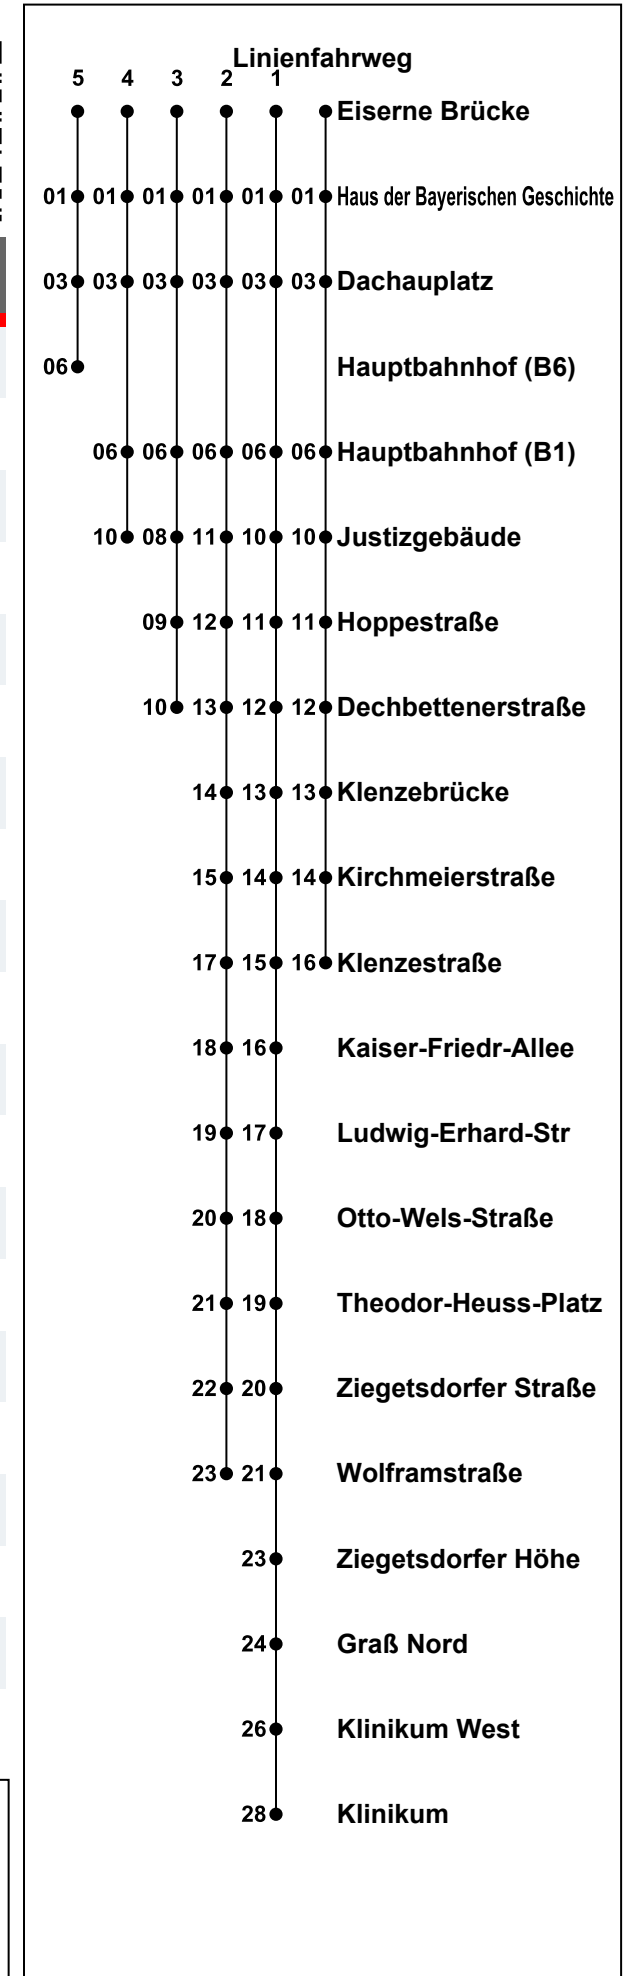 Linienfahrweg
5 4 3 2 1
Eiserne Brücke
01 01 01 01 01 01 Haus der Bayerischen Geschichte
03 03 03 03 03 03 Dachauplatz
06 Hauptbahnhof (B6)
06 06 06 06 06 Hauptbahnhof (B1)
10 08 11 10 10 Justizgebäude
09 12 11 11 Hoppestraße
10 13 12 12 Dechbettenerstraße
14 13 13 Klenzebrücke
15 14 14 Kirchmeierstraße
17 15 16 Klenzestraße
18 16 Kaiser-Friedr-Allee
19 17 Ludwig-Erhard-Str
20 18 Otto-Wels-Straße
21 19 Theodor-Heuss-Platz
22 20 Ziegetsdorfer Straße
23 21 Wolframstraße
23 Ziegetsdorfer Höhe
24 Graß Nord
26 Klinikum West
28 Klinikum